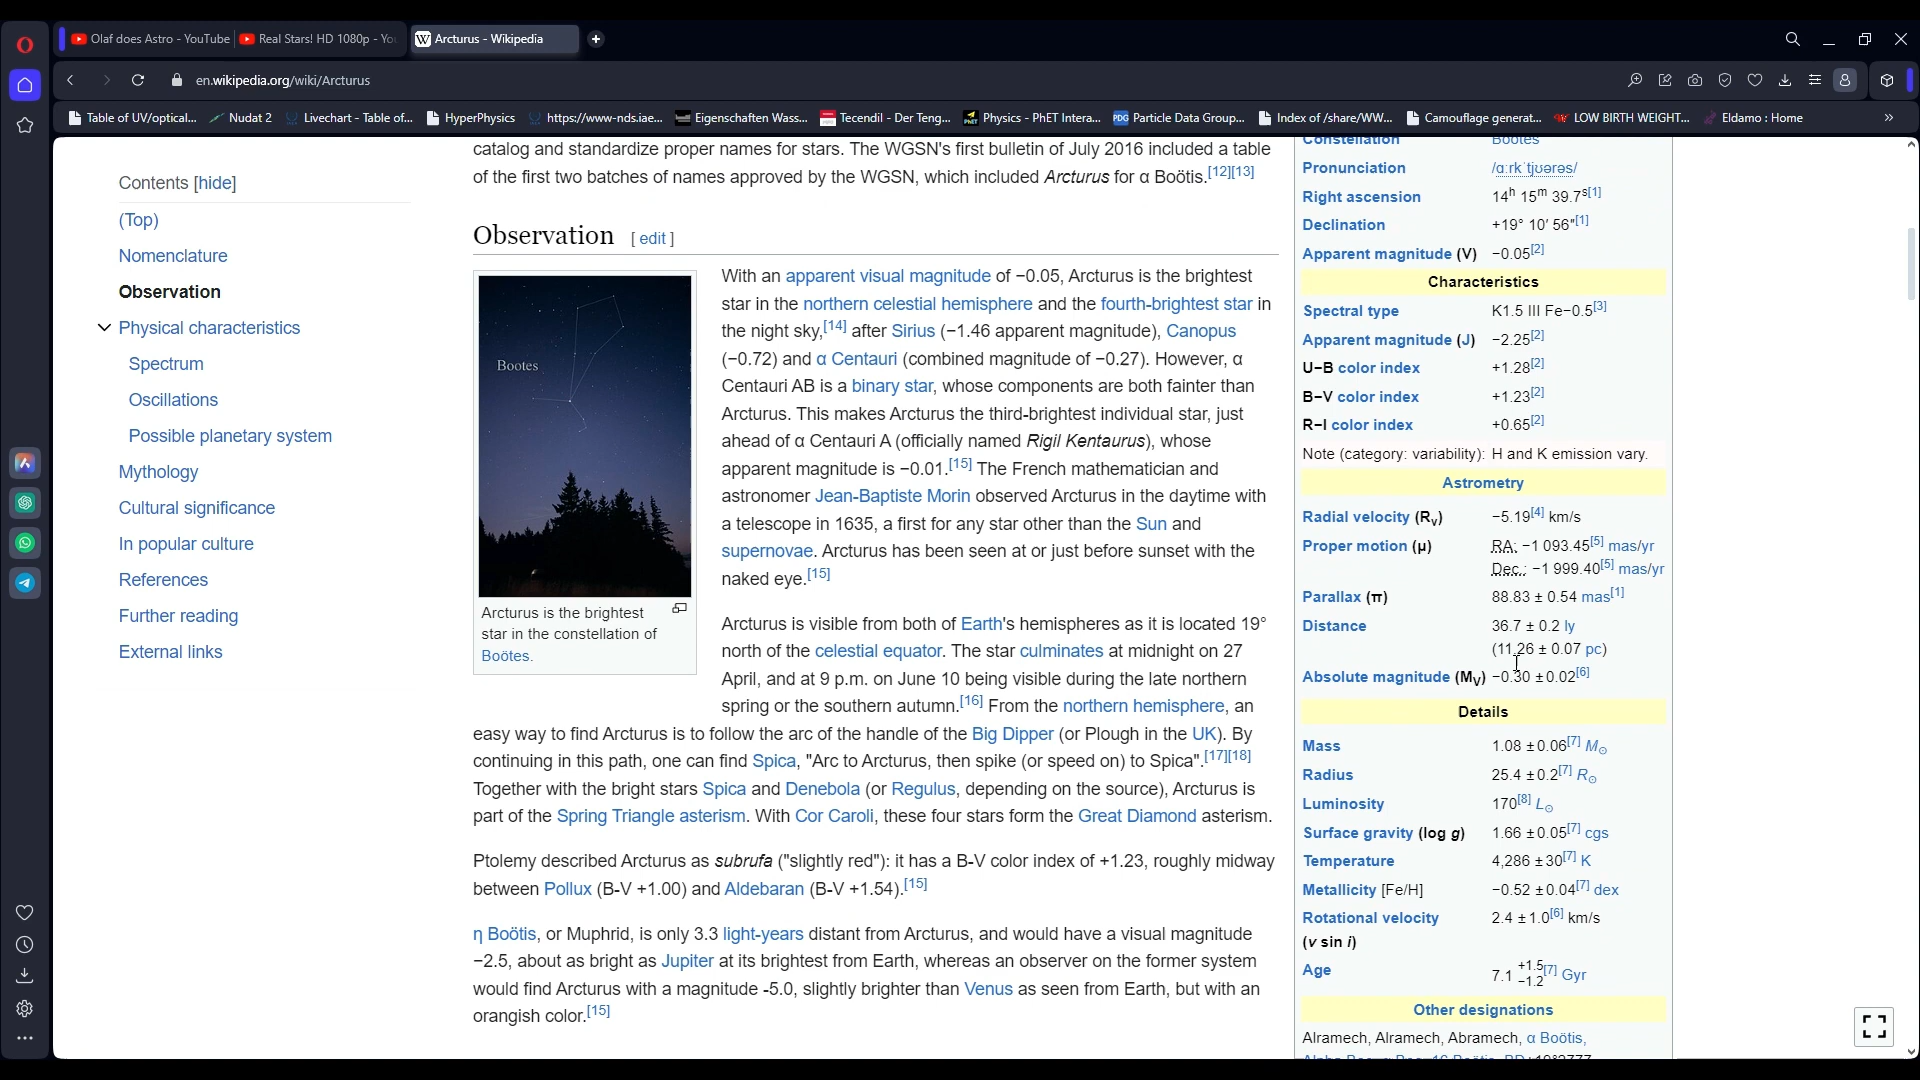 Olaf does Astro - YouTube
Real Stars! HD 1080p - Yo
Arcturus - Wikipedia
en.wikipedia.org/wiki/Arcturus
Table of UV/optical...
Nudat 2
Livechart - Table of...
HyperPhysics
https://www-nds.iae...
Eigenschaften Wass...
Tecendil - Der Teng...
Physics - PhET Intera...
Particle Data Group...
Index of /share/WW...
Camouflage generat...
LOW BIRTH WEIGHT...
Eldamo : Home
Contents [hide]
(Top)
Nomenclature
Observation
Physical characteristics
Spectrum
Oscillations
Possible planetary system
Mythology
Cultural significance
In popular culture
References
Further reading
External links
catalog and standardize proper names for stars. The WGSN's first bulletin of July 2016 included a table
of the first two batches of names approved by the WGSN, which included Arcturus for α Boötis.[12][13]
Observation [ edit ]
Bootes
Arcturus is the brightest
star in the constellation of
Boötes.
With an apparent visual magnitude of −0.05, Arcturus is the brightest
star in the northern celestial hemisphere and the fourth-brightest star in
the night sky,[14] after Sirius (−1.46 apparent magnitude), Canopus
(−0.72) and α Centauri (combined magnitude of −0.27). However, α
Centauri AB is a binary star, whose components are both fainter than
Arcturus. This makes Arcturus the third-brightest individual star, just
ahead of α Centauri A (officially named Rigil Kentaurus), whose
apparent magnitude is −0.01.[15] The French mathematician and
astronomer Jean-Baptiste Morin observed Arcturus in the daytime with
a telescope in 1635, a first for any star other than the Sun and
supernovae. Arcturus has been seen at or just before sunset with the
naked eye.[15]
Arcturus is visible from both of Earth's hemispheres as it is located 19°
north of the celestial equator. The star culminates at midnight on 27
April, and at 9 p.m. on June 10 being visible during the late northern
spring or the southern autumn.[16] From the northern hemisphere, an
easy way to find Arcturus is to follow the arc of the handle of the Big Dipper (or Plough in the UK). By
continuing in this path, one can find Spica, "Arc to Arcturus, then spike (or speed on) to Spica".[17][18]
Together with the bright stars Spica and Denebola (or Regulus, depending on the source), Arcturus is
part of the Spring Triangle asterism. With Cor Caroli, these four stars form the Great Diamond asterism.
Ptolemy described Arcturus as subrufa ("slightly red"): it has a B-V color index of +1.23, roughly midway
between Pollux (B-V +1.00) and Aldebaran (B-V +1.54).[15]
η Boötis, or Muphrid, is only 3.3 light-years distant from Arcturus, and would have a visual magnitude
−2.5, about as bright as Jupiter at its brightest from Earth, whereas an observer on the former system
would find Arcturus with a magnitude -5.0, slightly brighter than Venus as seen from Earth, but with an
orangish color.[15]
Constellation Boötes
Pronunciation /ɑːrkˈtjʊərəs/
Right ascension 14h 15m 39.7s[1]
Declination +19° 10′ 56″[1]
Apparent magnitude (V) −0.05[2]
Characteristics
Spectral type K1.5 III Fe−0.5[3]
Apparent magnitude (J) −2.25[2]
U−B color index +1.28[2]
B−V color index +1.23[2]
R−I color index +0.65[2]
Note (category: variability): H and K emission vary.
Astrometry
Radial velocity (Rv) −5.19[4] km/s
Proper motion (μ) RA: −1 093.45[5] mas/yr
Dec.: −1 999.40[5] mas/yr
Parallax (π) 88.83 ± 0.54 mas[1]
Distance 36.7 ± 0.2 ly
(11.26 ± 0.07 pc)
Absolute magnitude (MV) −0.30 ±0.02[6]
Details
Mass 1.08 ±0.06[7] M☉
Radius 25.4 ±0.2[7] R☉
Luminosity 170[8] L☉
Surface gravity (log g) 1.66 ±0.05[7] cgs
Temperature 4,286 ±30[7] K
Metallicity [Fe/H] −0.52 ±0.04[7] dex
Rotational velocity 2.4 ±1.0[6] km/s
(v sin i)
Age 7.1 +1.5 −1.2[7] Gyr
Other designations
Alramech, Alramech, Abramech, α Boötis,